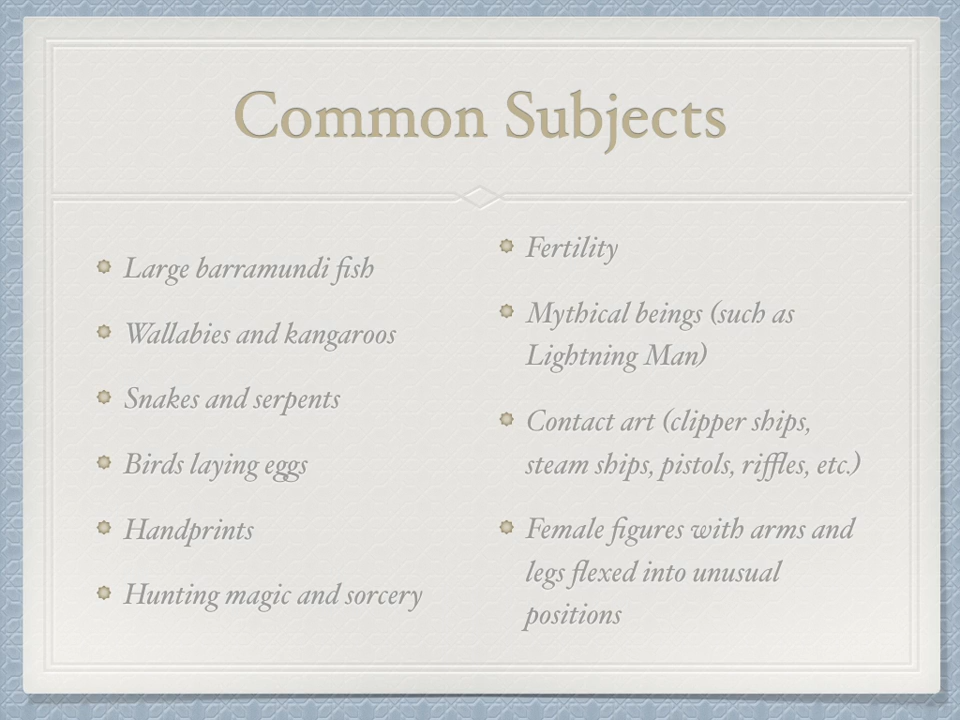 Common Subjects
Large barramundi fish
Wallabies and kangaroos
Snakes and serpents
Birds laying eggs
Handprints
Hunting magic and sorcery
Fertility
Mythical beings (such as
Lightning Man)
Contact art (clipper ships,
steam ships, pistols, riffles, etc.)
Female figures with arms and
legs flexed into unusual
positions